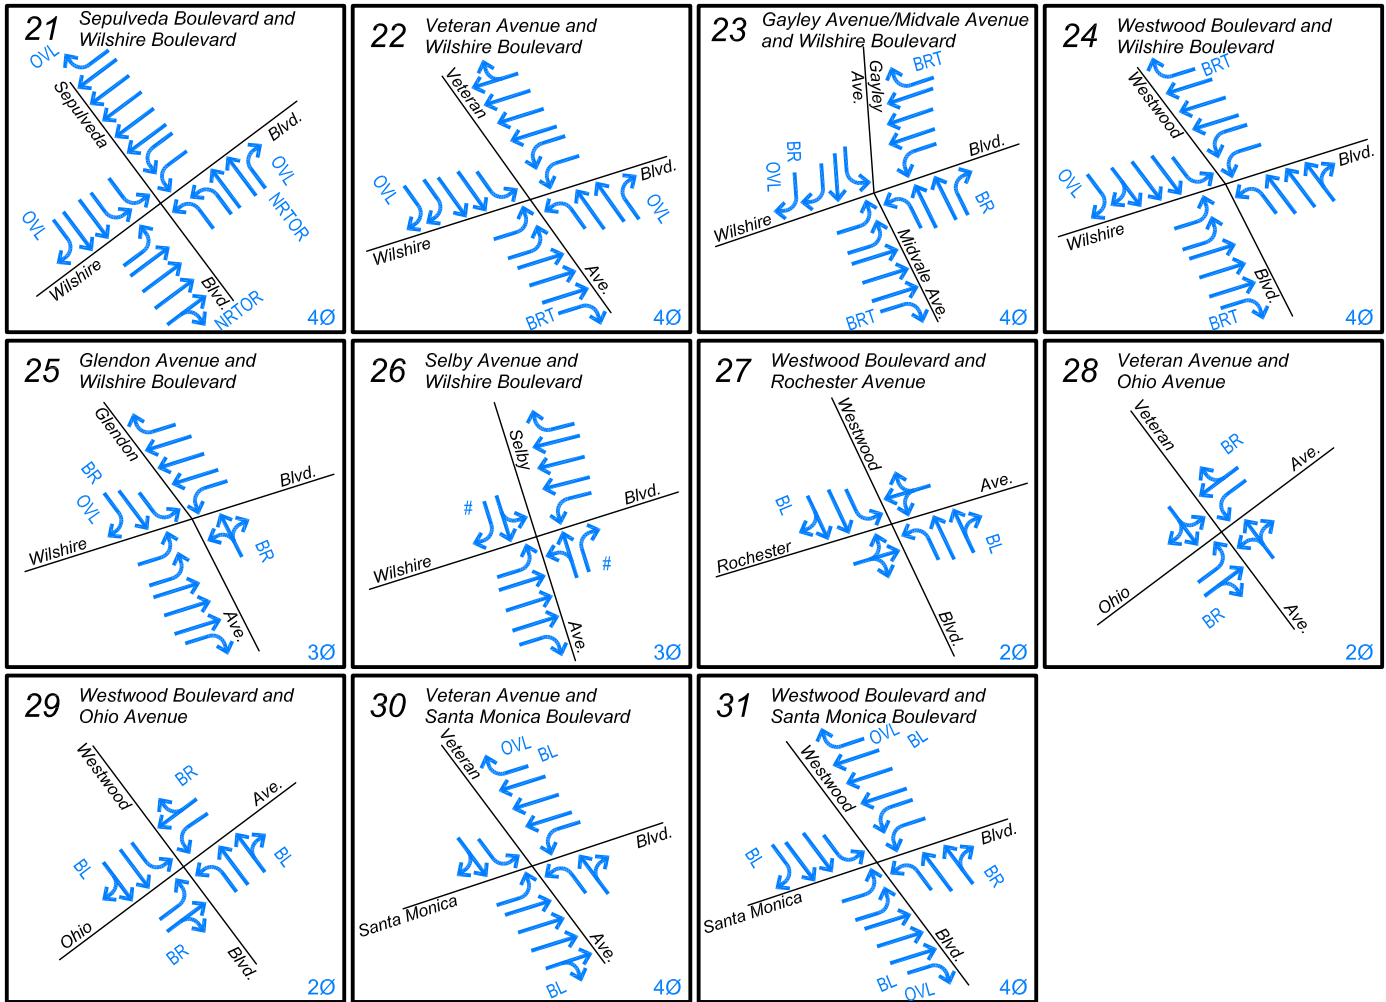 21
Sepulveda Boulevard and
Wilshire Boulevard
OVL
Sepulveda
Blvd.
OVL
NRTOR
OVL
Wilshire
Blvd.
NRTOR
4Ø
22
Veteran Avenue and
Wilshire Boulevard
Veteran
Blvd.
OVL
OVL
Wilshire
Ave.
BRT
4Ø
23
Gayley Avenue/Midvale Avenue
and Wilshire Boulevard
Gayley
Ave.
BRT
BR
OVL
Blvd.
BR
Wilshire
Midvale Ave.
BRT
4Ø
24
Westwood Boulevard and
Wilshire Boulevard
BRT
Westwood
Blvd.
OVL
Wilshire
Blvd.
BRT
4Ø
25
Glendon Avenue and
Wilshire Boulevard
Glendon
BR
OVL
Blvd.
Wilshire
BR
Ave.
3Ø
26
Selby Avenue and
Wilshire Boulevard
Selby
Blvd.
#
#
Wilshire
Ave.
3Ø
27
Westwood Boulevard and
Rochester Avenue
Westwood
Ave.
BL
BL
Rochester
Blvd.
2Ø
28
Veteran Avenue and
Ohio Avenue
Veteran
BR
Ave.
Ohio
BR
Ave.
2Ø
29
Westwood Boulevard and
Ohio Avenue
Westwood
BR
Ave.
BL
BL
Ohio
BR
Blvd.
2Ø
30
Veteran Avenue and
Santa Monica Boulevard
Veteran
OVL
BL
Blvd.
Santa Monica
Ave.
BL
4Ø
31
Westwood Boulevard and
Santa Monica Boulevard
OVL
BL
Westwood
Blvd.
BL
BR
Santa Monica
Blvd.
BL
OVL
4Ø